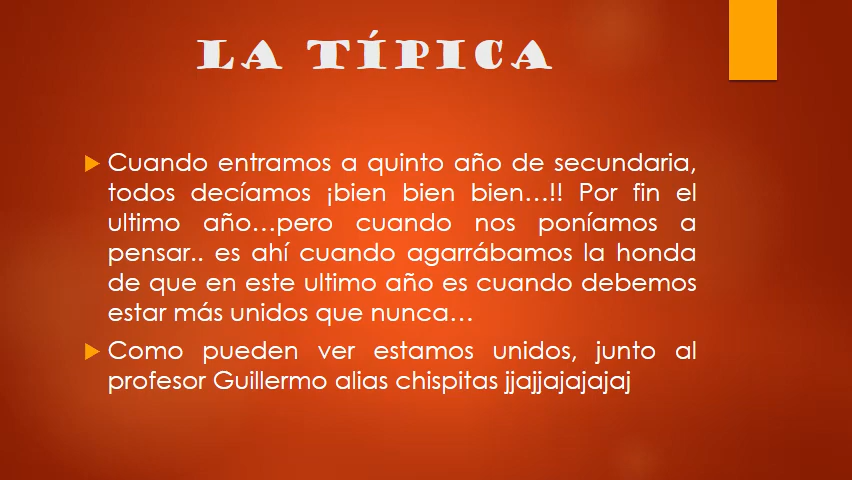 LA TÍPICA
Cuando entramos a quinto año de secundaria,
todos decíamos ¡bien bien bien…!! Por fin el
ultimo año…pero cuando nos poníamos a
pensar.. es ahí cuando agarrábamos la honda
de que en este ultimo año es cuando debemos
estar más unidos que nunca…
Como pueden ver estamos unidos, junto al
profesor Guillermo alias chispitas jjajjajajajaj